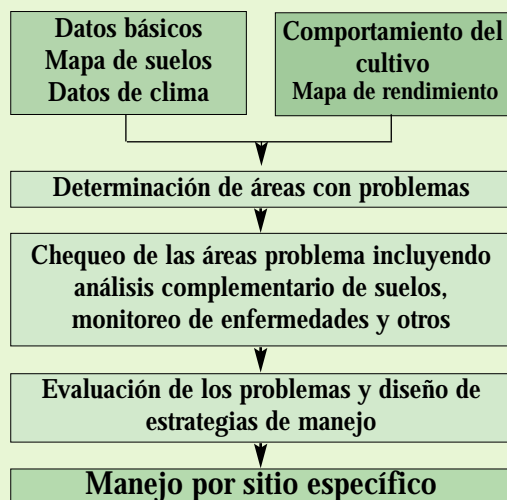 Datos básicos
Mapa de suelos
Datos de clima
Comportamiento del
cultivo
Mapa de rendimiento
Determinación de áreas con problemas
Chequeo de las áreas problema incluyendo
análisis complementario de suelos,
monitoreo de enfermedades y otros
Evaluación de los problemas y diseño de
estrategias de manejo
Manejo por sitio específico